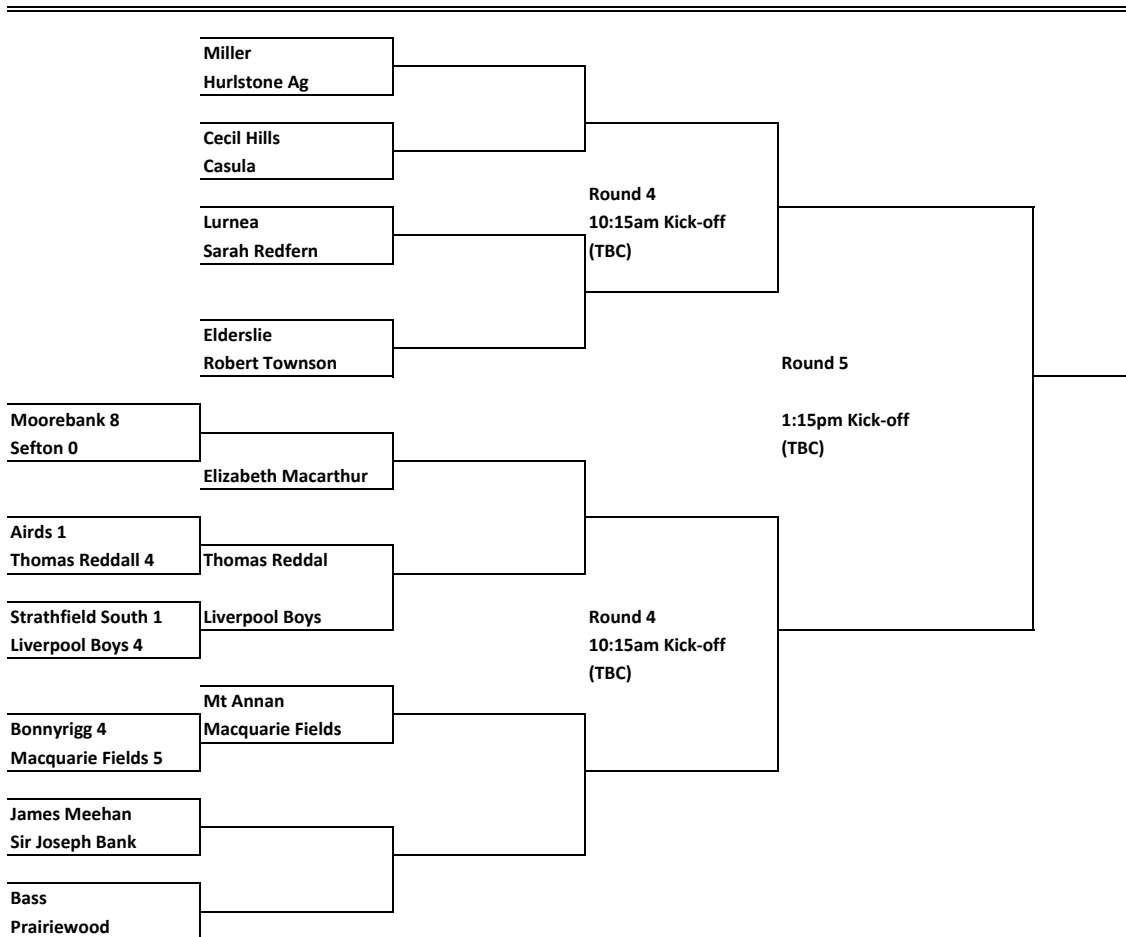 Miller
Hurlstone Ag
Cecil Hills
Casula
Round 4
Lurnea
10:15am Kick-off
Sarah Redfern
(TBC)
Elderslie
Robert Townson
Round 5
Moorebank 8
1:15pm Kick-off
Sefton 0
(TBC)
Elizabeth Macarthur
Airds 1
Thomas Reddall 4
Thomas Reddal
Strathfield South 1
Liverpool Boys
Round 4
Liverpool Boys 4
10:15am Kick-off
(TBC)
Mt Annan
Bonnyrigg 4
Macquarie Fields
Macquarie Fields 5
James Meehan
Sir Joseph Bank
Bass
Prairiewood